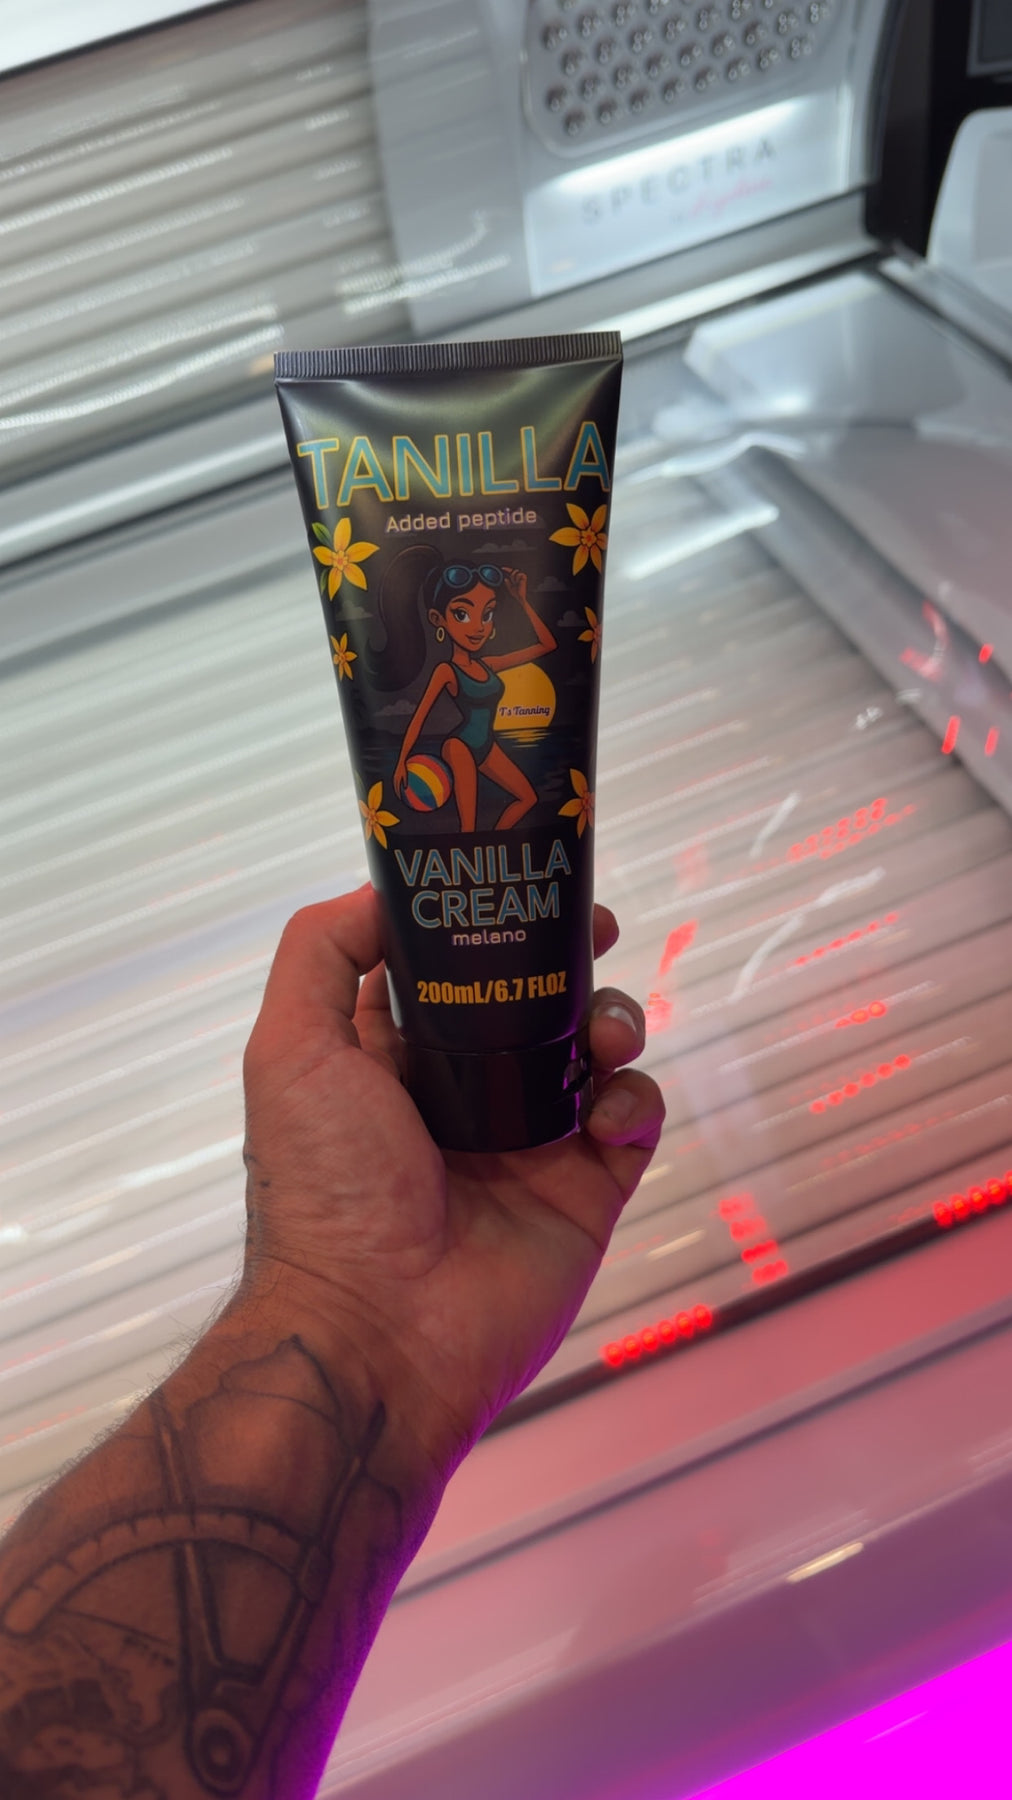 SPECTRA
TANILLA
Added peptide
T's Tanning
VANILLA
CREAM
melano
200mL/6.7 FLOZ